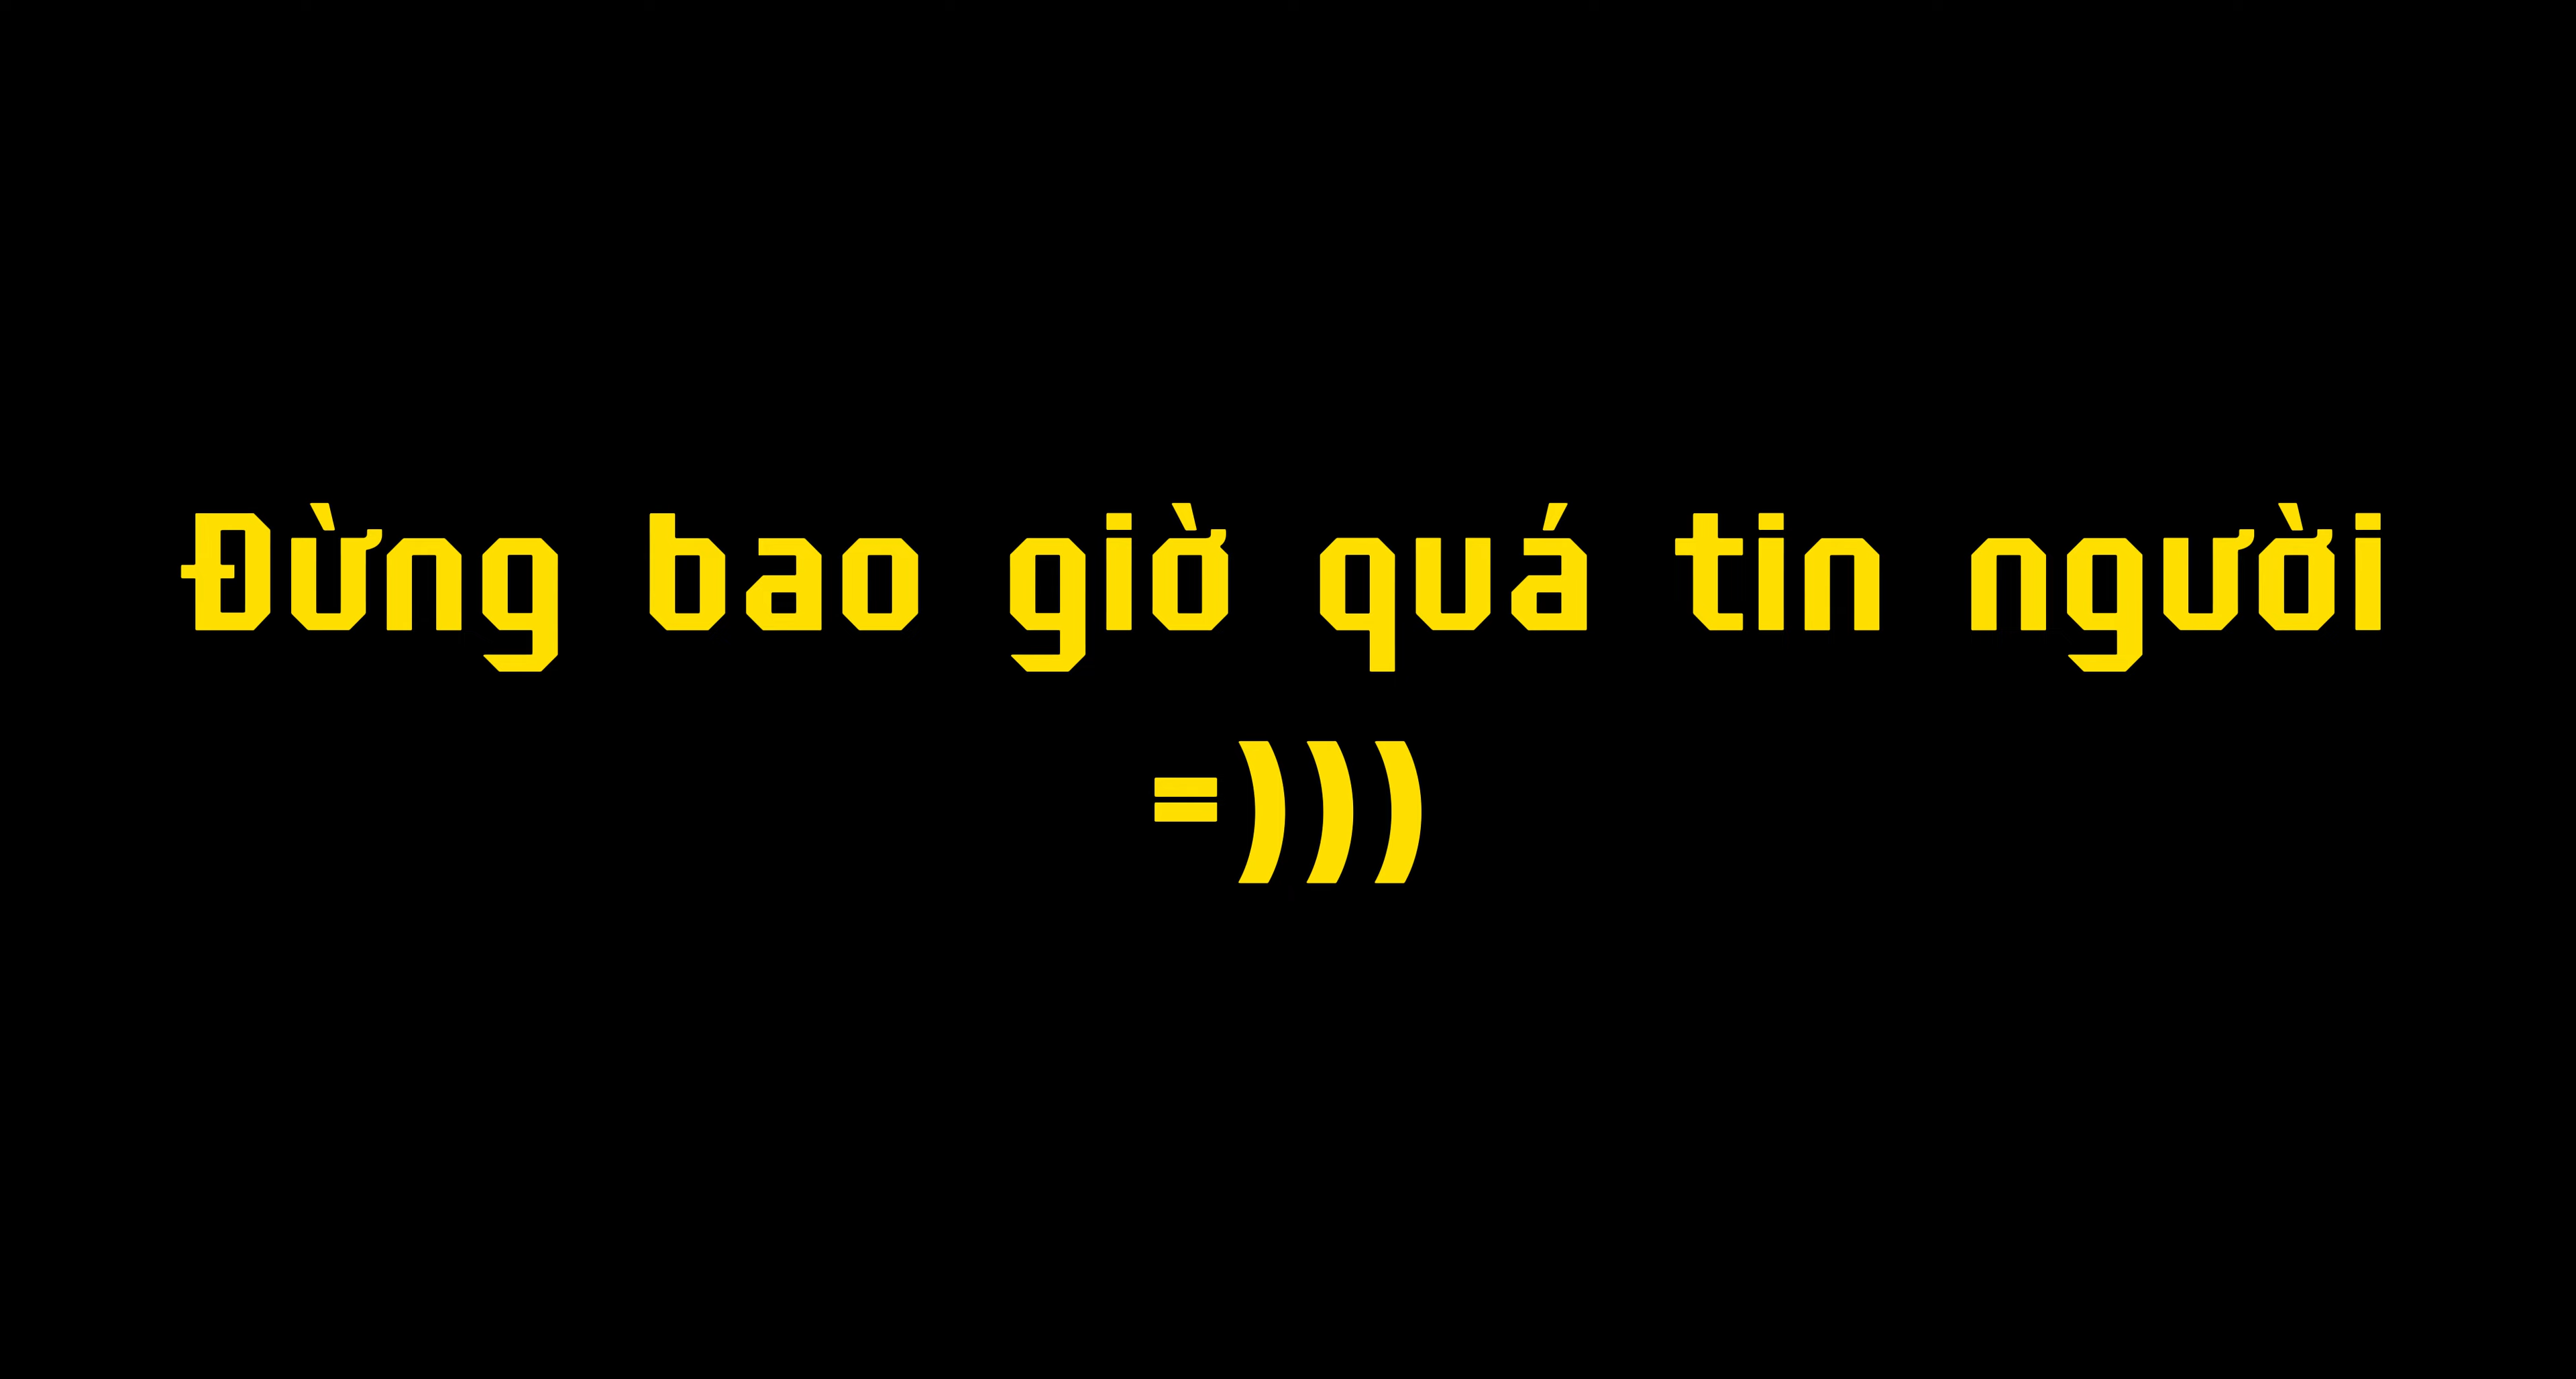 Đừng bao giờ quá tin người
=)))